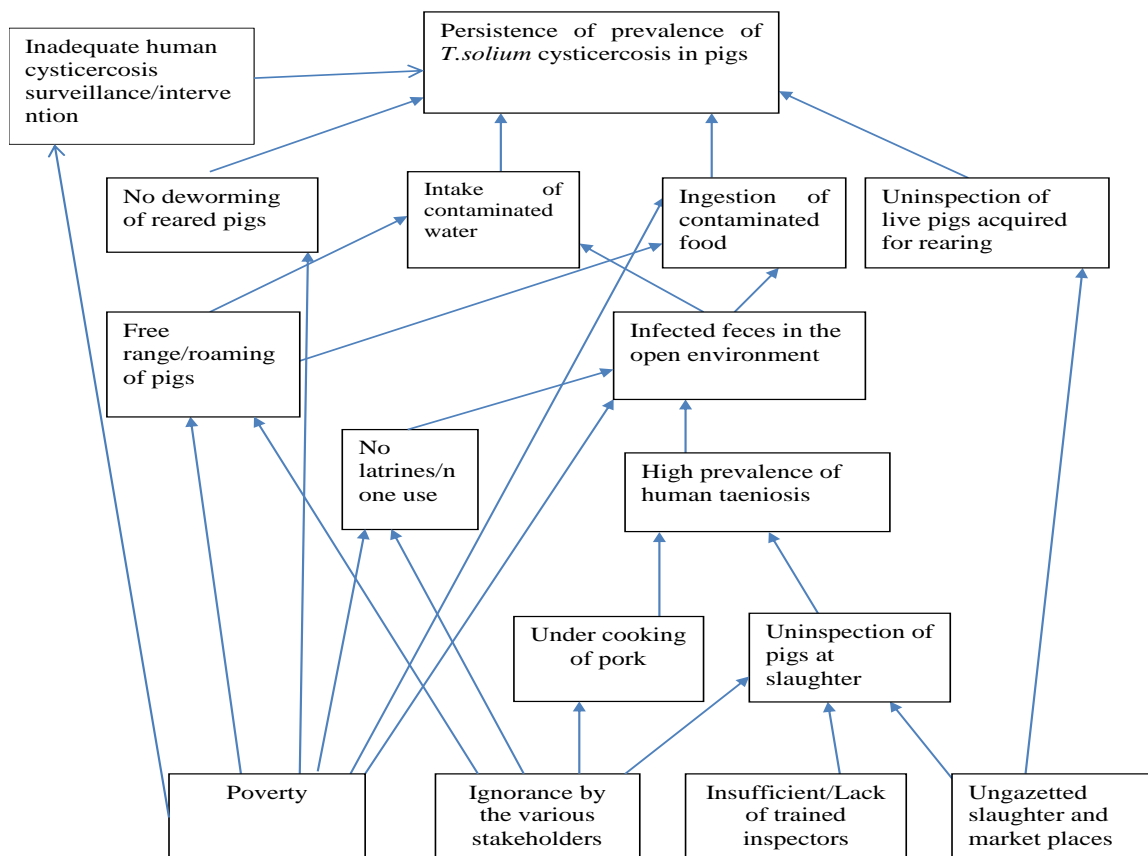 Inadequate human
cysticercosis
surveillance/interve
ntion
Persistence of prevalence of
T.solium cysticercosis in pigs
No deworming
of reared pigs
Intake of
contaminated
water
Ingestion of
contaminated
food
Uninspection of
live pigs acquired
for rearing
Free
range/roaming
of pigs
Infected feces in the
open environment
No
latrines/n
one use
High prevalence of
human taeniosis
Under cooking
of pork
Uninspection of
pigs at
slaughter
Poverty
Ignorance by
the various
stakeholders
Insufficient/Lack
of trained
inspectors
Ungazetted
slaughter and
market places